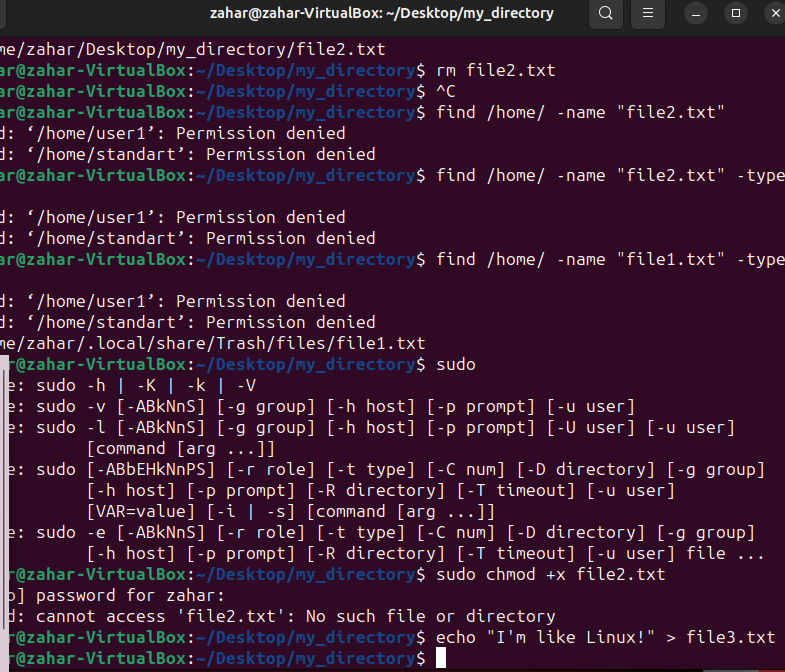 zahar@zahar-VirtualBox: ~/Desktop/my_directory
me/zahar/Desktop/my_directory/file2.txt
ar@zahar-VirtualBox:~/Desktop/my_directory$ rm file2.txt
ar@zahar-VirtualBox:~/Desktop/my_directory$ ^C
ar@zahar-VirtualBox:~/Desktop/my_directory$ find /home/ -name "file2.txt"
d: ‘/home/user1’: Permission denied
d: ‘/home/standart’: Permission denied
ar@zahar-VirtualBox:~/Desktop/my_directory$ find /home/ -name "file2.txt" -type
d: ‘/home/user1’: Permission denied
d: ‘/home/standart’: Permission denied
ar@zahar-VirtualBox:~/Desktop/my_directory$ find /home/ -name "file1.txt" -type
d: ‘/home/user1’: Permission denied
d: ‘/home/standart’: Permission denied
me/zahar/.local/share/Trash/files/file1.txt
r@zahar-VirtualBox:~/Desktop/my_directory$ sudo
e: sudo -h | -K | -k | -V
e: sudo -v [-ABkNnS] [-g group] [-h host] [-p prompt] [-u user]
e: sudo -l [-ABkNnS] [-g group] [-h host] [-p prompt] [-U user] [-u user]
[command [arg ...]]
e: sudo [-ABbEHkNnPS] [-r role] [-t type] [-C num] [-D directory] [-g group]
[-h host] [-p prompt] [-R directory] [-T timeout] [-u user]
[VAR=value] [-i | -s] [command [arg ...]]
e: sudo -e [-ABkNnS] [-r role] [-t type] [-C num] [-D directory] [-g group]
[-h host] [-p prompt] [-R directory] [-T timeout] [-u user] file ...
r@zahar-VirtualBox:~/Desktop/my_directory$ sudo chmod +x file2.txt
o] password for zahar:
d: cannot access 'file2.txt': No such file or directory
r@zahar-VirtualBox:~/Desktop/my_directory$ echo "I'm like Linux!" > file3.txt
r@zahar-VirtualBox:~/Desktop/my_directory$